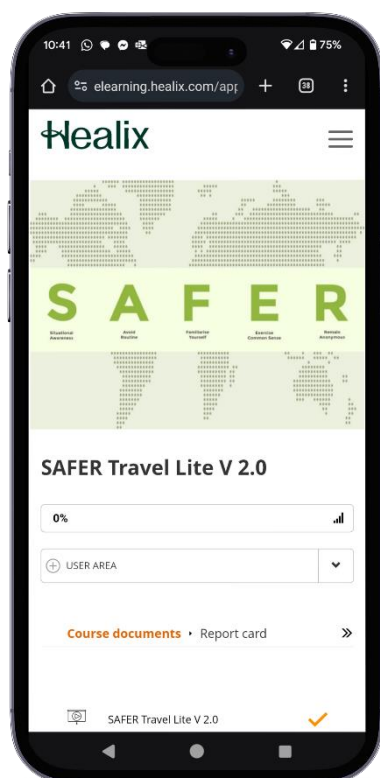 10:41 75%
elearning.healix.com/app 38
Healix
S A F E R
Situational Awareness Avoid Routine Familiarise Yourself Exercise Common Sense Remain Anonymous
SAFER Travel Lite V 2.0
0%
USER AREA
Course documents • Report card »
SAFER Travel Lite V 2.0